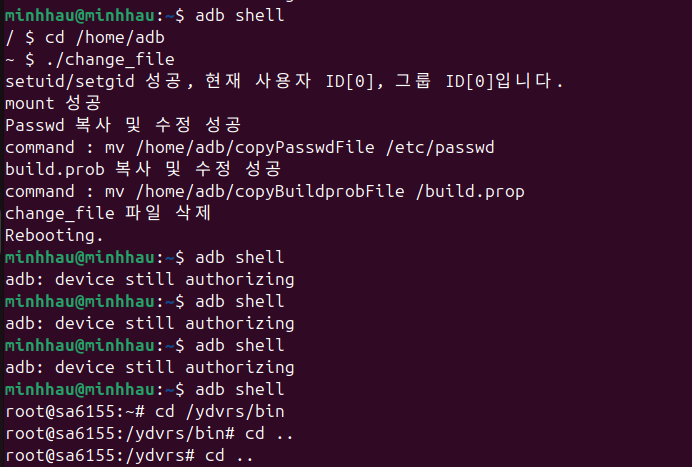 minhhau@minhhau:~$ adb shell
/ $ cd /home/adb
~ $ ./change_file
setuid/setgid 성공, 현재 사용자 ID[0], 그룹 ID[0]입니다.
mount 성공
Passwd 복사 및 수정 성공
command : mv /home/adb/copyPasswdFile /etc/passwd
build.prob 복사 및 수정 성공
command : mv /home/adb/copyBuildprobFile /build.prop
change_file 파일 삭제
Rebooting.
minhhau@minhhau:~$ adb shell
adb: device still authorizing
minhhau@minhhau:~$ adb shell
adb: device still authorizing
minhhau@minhhau:~$ adb shell
adb: device still authorizing
minhhau@minhhau:~$ adb shell
root@sa6155:~# cd /ydvrs/bin
root@sa6155:/ydvrs/bin# cd ..
root@sa6155:/ydvrs# cd ..